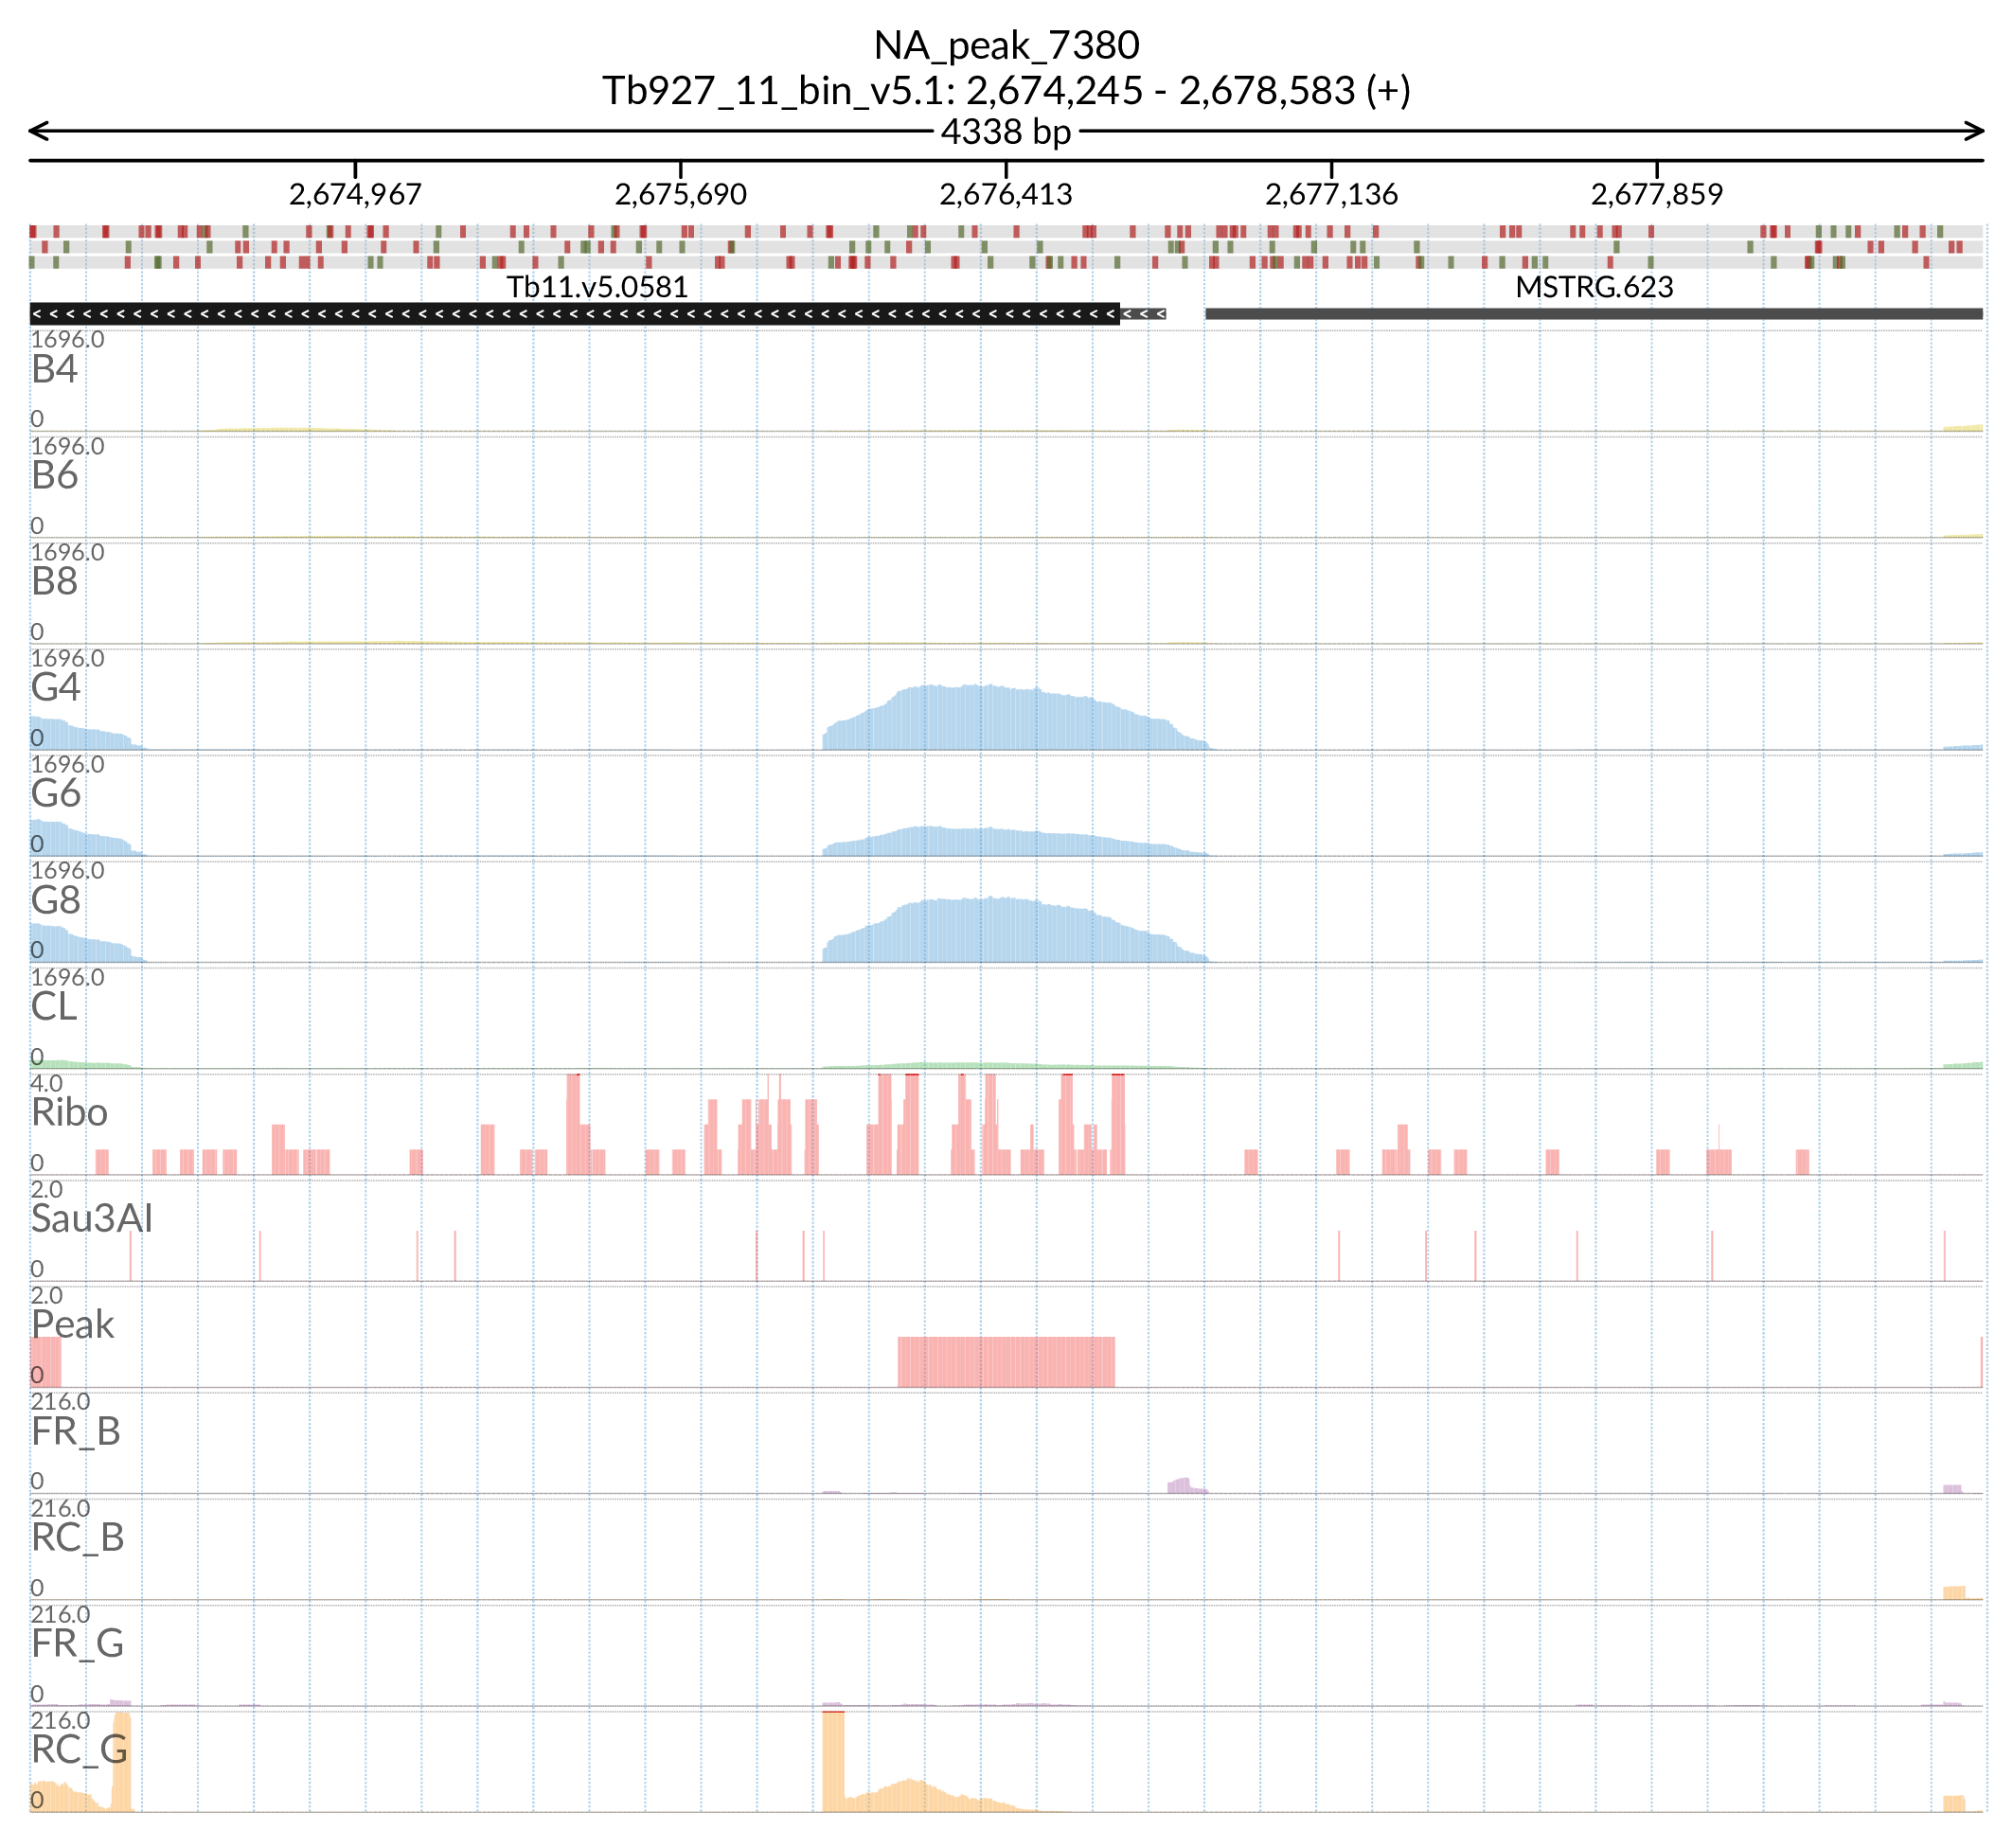 NA_peak_7380
Tb927_11_bin_v5.1: 2,674,245 - 2,678,583 (+)
4338 bp
2,674,967 2,675,690 2,676,413 2,677,136 2,677,859
Tb11.v5.0581 MSTRG.623
1696.0
B4
0
1696.0
B6
0
1696.0
B8
0
1696.0
G4
0
1696.0
G6
0
1696.0
G8
0
1696.0
CL
0
4.0
Ribo
0
2.0
Sau3AI
0
2.0
Peak
0
216.0
FR_B
0
216.0
RC_B
0
216.0
FR_G
0
216.0
RC_G
0